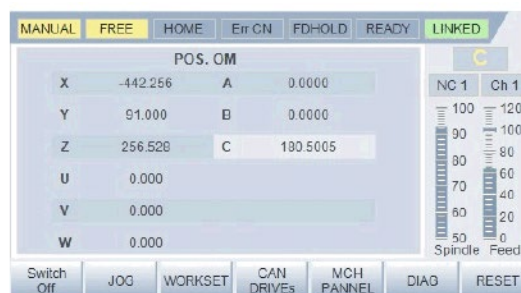 MANUAL FREE HOME Err CN FDHOLD READY LINKED
POS. OM
C
X -442.256 A 0.0000
NC 1 Ch 1
Y 91.000 B 0.0000
Z 256.528 C 180.5005
U 0.000
V 0.000
W 0.000
100 120
90 100
80 80
70 60
60 40
50 20
0
Spindle Feed
Switch Off JOG WORKSET CAN DRIVEs MCH PANNEL DIAG RESET